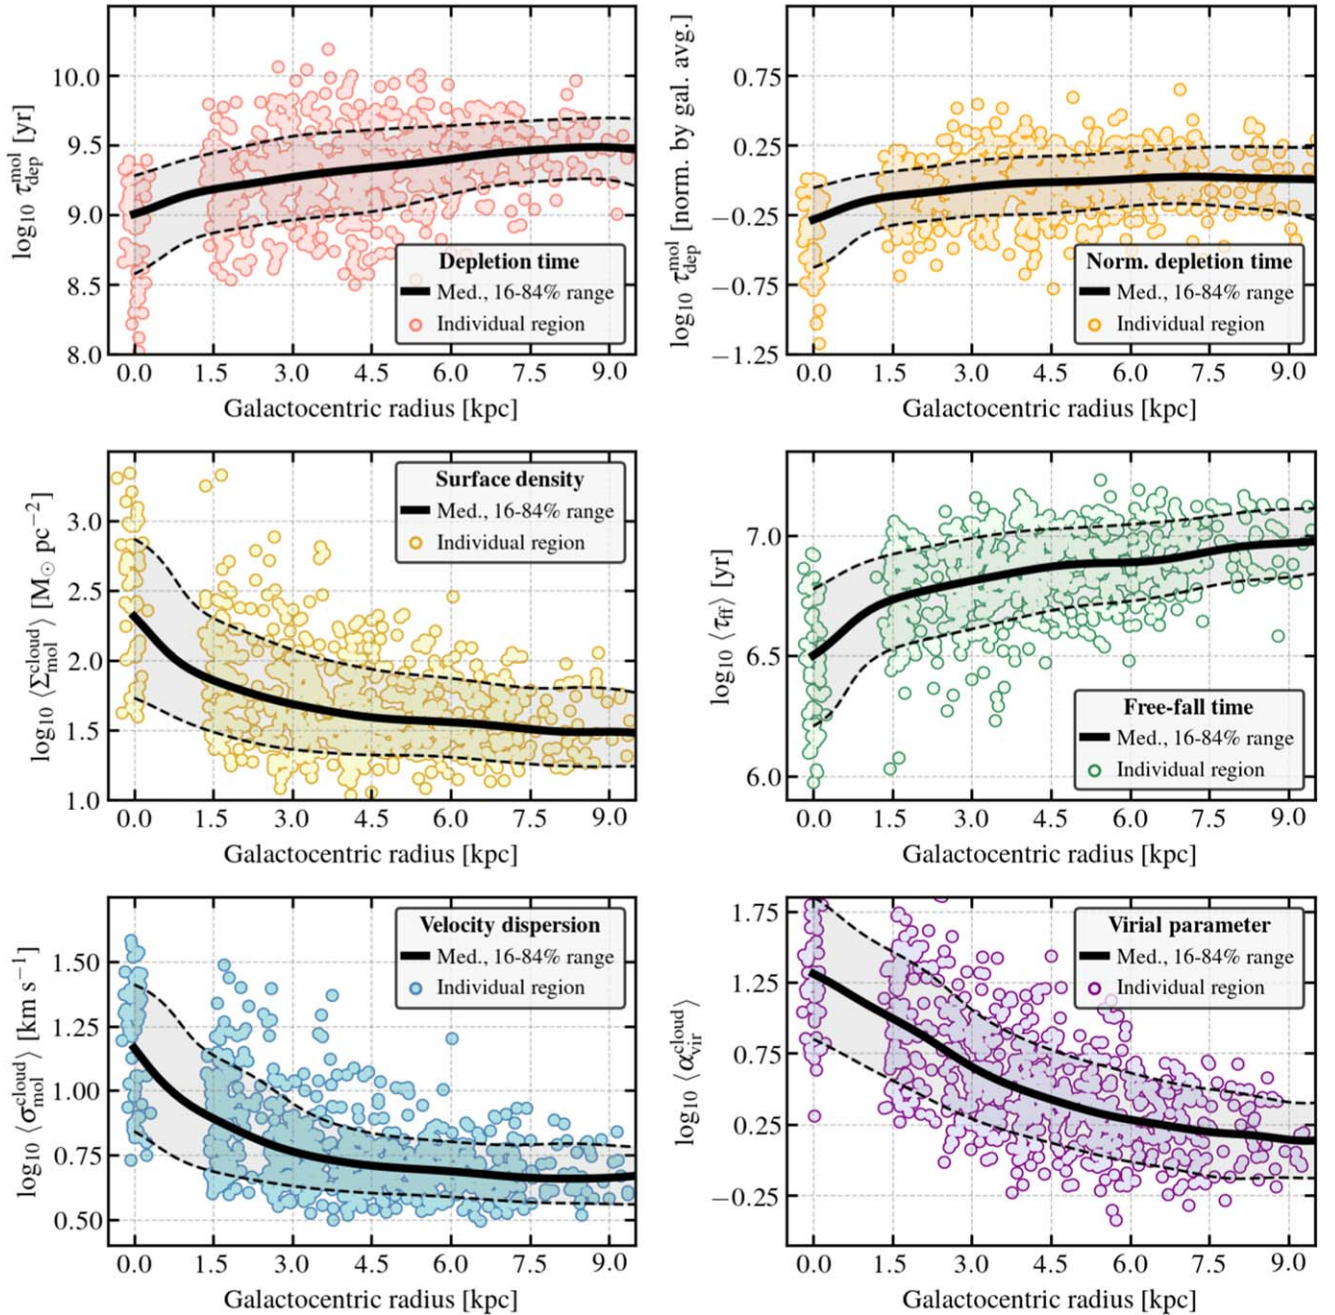 log₁₀ τ_dep^mol [yr]
10.0
9.5
9.0
8.5
8.0
Depletion time
Med., 16-84% range
Individual region
0.0 1.5 3.0 4.5 6.0 7.5 9.0
Galactocentric radius [kpc]
log₁₀ τ_dep^mol [norm. by gal. avg.]
0.75
0.25
−0.25
−0.75
−1.25
Norm. depletion time
Med., 16-84% range
Individual region
0.0 1.5 3.0 4.5 6.0 7.5 9.0
Galactocentric radius [kpc]
log₁₀ ⟨Σ_mol^cloud⟩ [M⊙ pc⁻²]
3.0
2.5
2.0
1.5
1.0
Surface density
Med., 16-84% range
Individual region
0.0 1.5 3.0 4.5 6.0 7.5 9.0
Galactocentric radius [kpc]
log₁₀ ⟨τ_ff⟩ [yr]
7.0
6.5
6.0
Free-fall time
Med., 16-84% range
Individual region
0.0 1.5 3.0 4.5 6.0 7.5 9.0
Galactocentric radius [kpc]
log₁₀ ⟨σ_mol^cloud⟩ [km s⁻¹]
1.50
1.25
1.00
0.75
0.50
Velocity dispersion
Med., 16-84% range
Individual region
0.0 1.5 3.0 4.5 6.0 7.5 9.0
Galactocentric radius [kpc]
log₁₀ ⟨α_vir^cloud⟩
1.75
1.25
0.75
0.25
−0.25
Virial parameter
Med., 16-84% range
Individual region
0.0 1.5 3.0 4.5 6.0 7.5 9.0
Galactocentric radius [kpc]